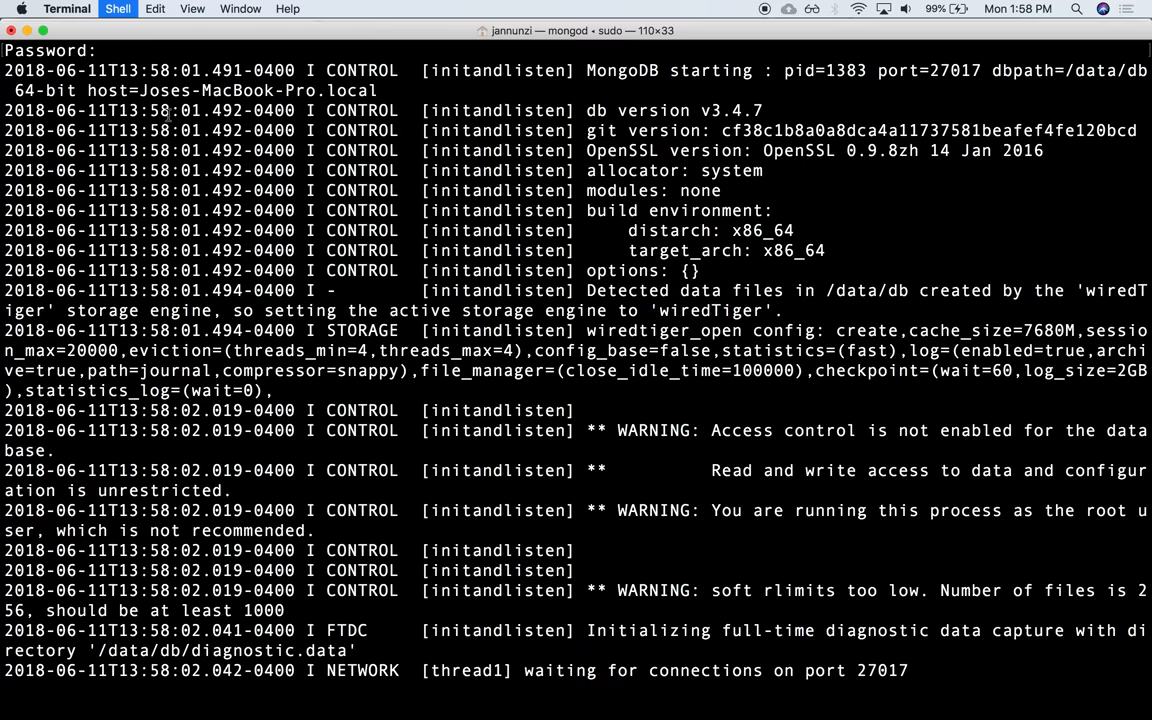 Terminal Shell Edit View Window Help 99% Mon 1:58 PM
jannunzi — mongod • sudo — 110×33
Password:
2018-06-11T13:58:01.491-0400 I CONTROL  [initandlisten] MongoDB starting : pid=1383 port=27017 dbpath=/data/db
 64-bit host=Joses-MacBook-Pro.local
2018-06-11T13:58:01.492-0400 I CONTROL  [initandlisten] db version v3.4.7
2018-06-11T13:58:01.492-0400 I CONTROL  [initandlisten] git version: cf38c1b8a0a8dca4a11737581beafef4fe120bcd
2018-06-11T13:58:01.492-0400 I CONTROL  [initandlisten] OpenSSL version: OpenSSL 0.9.8zh 14 Jan 2016
2018-06-11T13:58:01.492-0400 I CONTROL  [initandlisten] allocator: system
2018-06-11T13:58:01.492-0400 I CONTROL  [initandlisten] modules: none
2018-06-11T13:58:01.492-0400 I CONTROL  [initandlisten] build environment:
2018-06-11T13:58:01.492-0400 I CONTROL  [initandlisten]     distarch: x86_64
2018-06-11T13:58:01.492-0400 I CONTROL  [initandlisten]     target_arch: x86_64
2018-06-11T13:58:01.492-0400 I CONTROL  [initandlisten] options: {}
2018-06-11T13:58:01.494-0400 I -        [initandlisten] Detected data files in /data/db created by the 'wiredT
iger' storage engine, so setting the active storage engine to 'wiredTiger'.
2018-06-11T13:58:01.494-0400 I STORAGE  [initandlisten] wiredtiger_open config: create,cache_size=7680M,sessio
n_max=20000,eviction=(threads_min=4,threads_max=4),config_base=false,statistics=(fast),log=(enabled=true,archi
ve=true,path=journal,compressor=snappy),file_manager=(close_idle_time=100000),checkpoint=(wait=60,log_size=2GB
),statistics_log=(wait=0),
2018-06-11T13:58:02.019-0400 I CONTROL  [initandlisten]
2018-06-11T13:58:02.019-0400 I CONTROL  [initandlisten] ** WARNING: Access control is not enabled for the data
base.
2018-06-11T13:58:02.019-0400 I CONTROL  [initandlisten] **          Read and write access to data and configur
ation is unrestricted.
2018-06-11T13:58:02.019-0400 I CONTROL  [initandlisten] ** WARNING: You are running this process as the root u
ser, which is not recommended.
2018-06-11T13:58:02.019-0400 I CONTROL  [initandlisten]
2018-06-11T13:58:02.019-0400 I CONTROL  [initandlisten]
2018-06-11T13:58:02.019-0400 I CONTROL  [initandlisten] ** WARNING: soft rlimits too low. Number of files is 2
56, should be at least 1000
2018-06-11T13:58:02.041-0400 I FTDC     [initandlisten] Initializing full-time diagnostic data capture with di
rectory '/data/db/diagnostic.data'
2018-06-11T13:58:02.042-0400 I NETWORK  [thread1] waiting for connections on port 27017